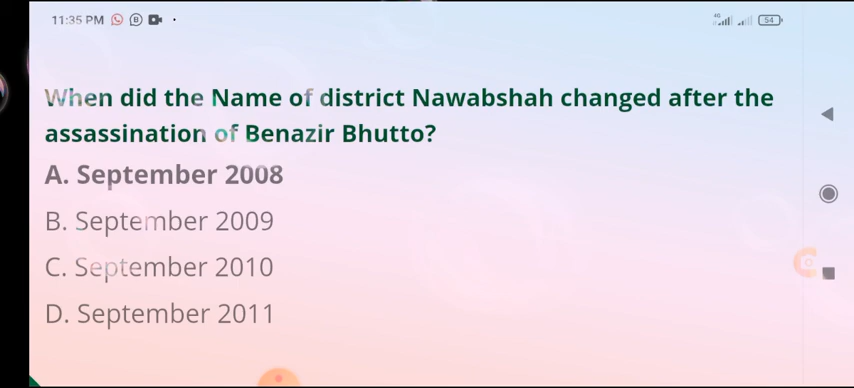 11:35 PM
4G
54
When did the Name of district Nawabshah changed after the
assassination of Benazir Bhutto?
A. September 2008
B. September 2009
C. September 2010
D. September 2011